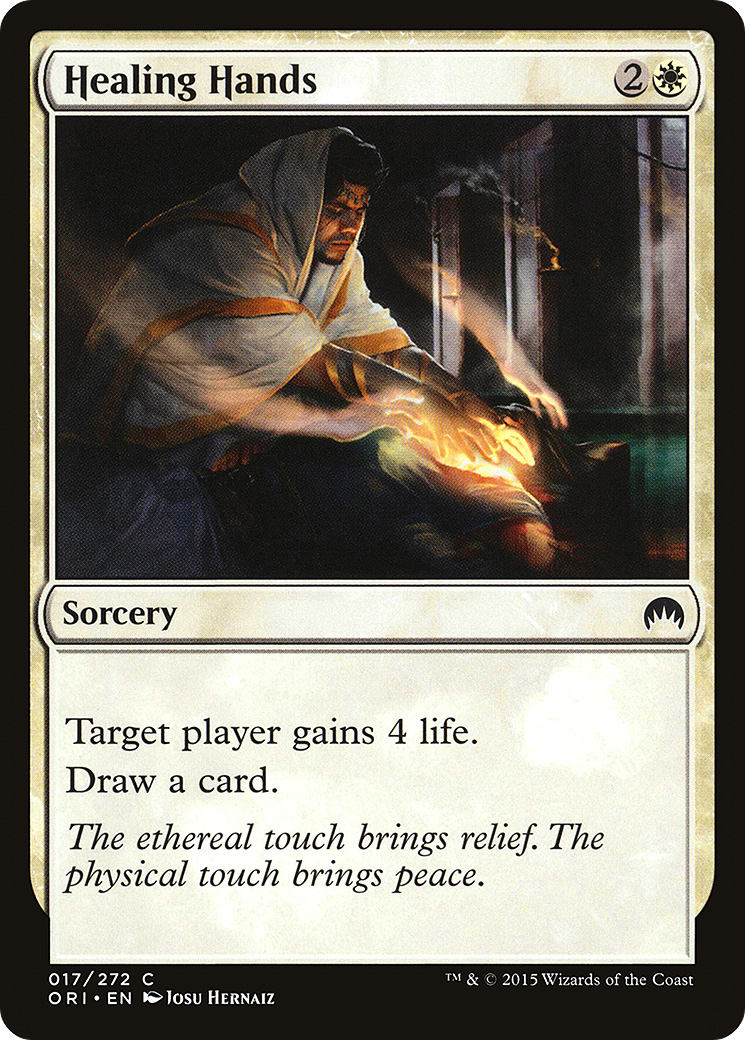 Healing Hands 2
Sorcery
Target player gains 4 life.
Draw a card.
The ethereal touch brings relief. The
physical touch brings peace.
017/272 C ™ & © 2015 Wizards of the Coast
ORI • EN Josu Hernaiz